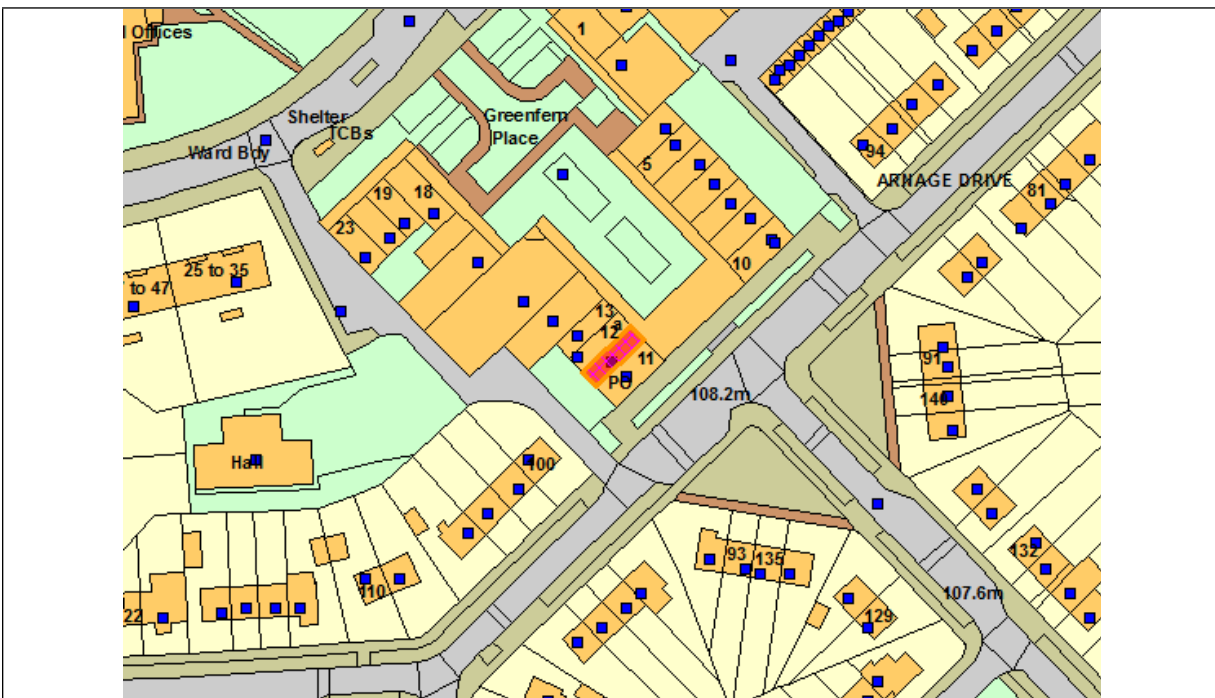 l Offices
1
Shelter
TCBs
Greenfern
Place
Ward Bdy
5
94
ARNAGE DRIVE
81
19
18
23
25 to 35
to 47
10
13
a
12
11
PO
108.2m
91
140
Hall
100
93
135
132
110
22
129
107.6m